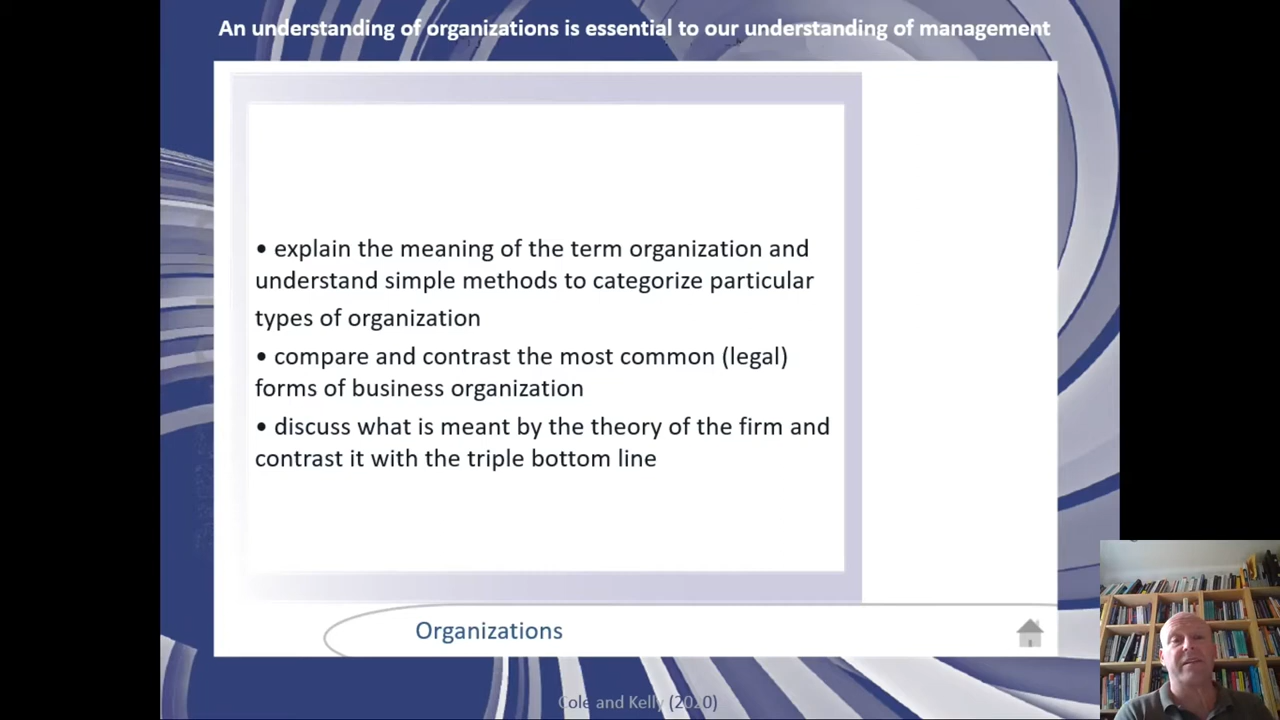 An understanding of organizations is essential to our understanding of management
• explain the meaning of the term organization and
understand simple methods to categorize particular
types of organization
• compare and contrast the most common (legal)
forms of business organization
• discuss what is meant by the theory of the firm and
contrast it with the triple bottom line
Organizations
Cole and Kelly (2020)